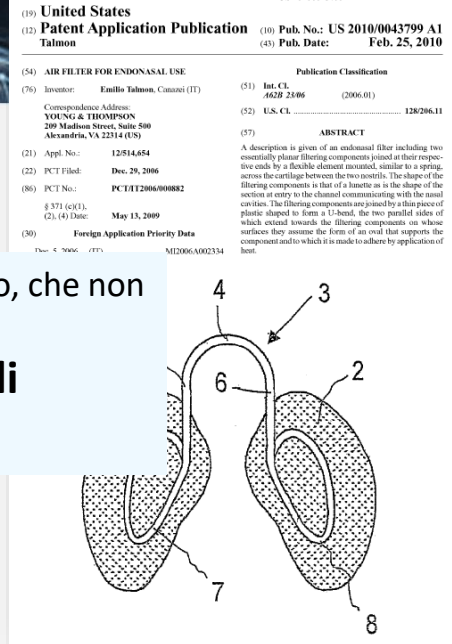 (19) United States
(12) Patent Application Publication
(10) Pub. No.: US 2010/0043799 A1
Talmon
(43) Pub. Date: Feb. 25, 2010
(54) AIR FILTER FOR ENDONASAL USE
(76) Inventor: Emilio Talmon, Canazei (IT)
Correspondence Address:
YOUNG & THOMPSON
209 Madison Street, Suite 500
Alexandria, VA 22314 (US)
(21) Appl. No.: 12/514,654
(22) PCT Filed: Dec. 29, 2006
(86) PCT No.: PCT/IT2006/000882
§ 371 (c)(1),
(2), (4) Date: May 13, 2009
(30) Foreign Application Priority Data
Dec. 5, 2006 (IT) MI2006A002334
Publication Classification
(51) Int. Cl.
A62B 23/06 (2006.01)
(52) U.S. Cl. 128/206.11
(57) ABSTRACT
A description is given of an endonasal filter including two
essentially planar filtering components joined at their respec-
tive ends by a flexible element mounted, similar to a spring,
across the cartilage between the two nostrils. The shape of the
filtering components is that of a lunette as is the shape of the
section at entry to the channel communicating with the nasal
cavities. The filtering components are joined by a thin piece of
plastic shaped to form a U-bend, the two parallel sides of
which extend towards the filtering components on whose
surfaces they assume the form of an oval that supports the
component and to which it is made to adhere by application of
heat.
o, che non
li
4
3
6
2
7
8